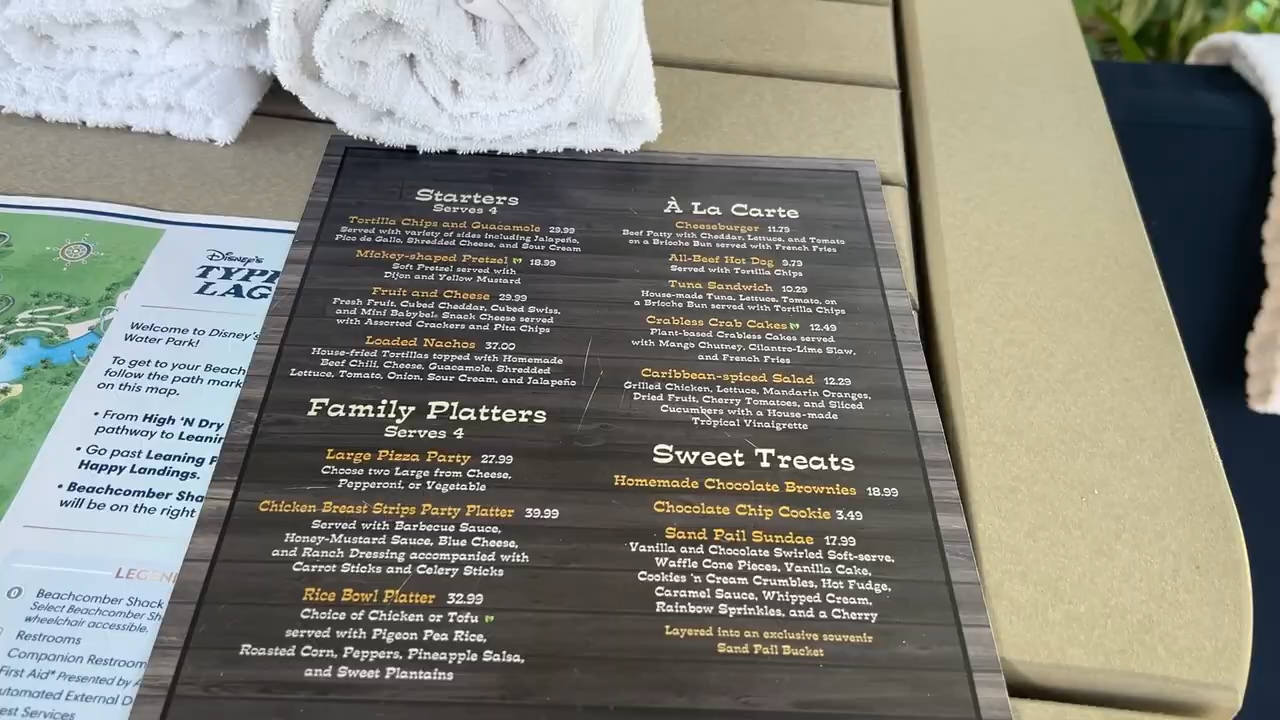 Starters
Serves 4
Tortilla Chips and Guacamole 29.99
Served with variety of sides including Jalapeño,
Pico de Gallo, Shredded Cheese, and Sour Cream
Mickey-shaped Pretzel 18.99
Soft Pretzel served with
Dijon and Yellow Mustard
Fruit and Cheese 29.99
Fresh Fruit, Cubed Cheddar, Cubed Swiss,
and Mini Babybel® Snack Cheese served
with Assorted Crackers and Pita Chips
Loaded Nachos 37.00
House-fried Tortillas topped with Homemade
Beef Chili, Cheese, Guacamole, Shredded
Lettuce, Tomato, Onion, Sour Cream, and Jalapeño
Family Platters
Serves 4
Large Pizza Party 27.99
Choose two Large from Cheese,
Pepperoni, or Vegetable
Chicken Breast Strips Party Platter 39.99
Served with Barbecue Sauce,
Honey-Mustard Sauce, Blue Cheese,
and Ranch Dressing accompanied with
Carrot Sticks and Celery Sticks
Rice Bowl Platter 32.99
Choice of Chicken or Tofu
served with Pigeon Pea Rice,
Roasted Corn, Peppers, Pineapple Salsa,
and Sweet Plantains
À La Carte
Cheeseburger 11.79
Beef Patty with Cheddar, Lettuce, and Tomato
on a Brioche Bun served with French Fries
All-Beef Hot Dog 9.79
Served with Tortilla Chips
Tuna Sandwich 10.29
House-made Tuna, Lettuce, Tomato, on
a Brioche Bun served with Tortilla Chips
Crabless Crab Cakes 12.49
Plant-based Crabless Cakes served
with Mango Chutney, Cilantro-Lime Slaw,
and French Fries
Caribbean-spiced Salad 12.29
Grilled Chicken, Lettuce, Mandarin Oranges,
Dried Fruit, Cherry Tomatoes, and Sliced
Cucumbers with a House-made
Tropical Vinaigrette
Sweet Treats
Homemade Chocolate Brownies 18.99
Chocolate Chip Cookie 3.49
Sand Pail Sundae 17.99
Vanilla and Chocolate Swirled Soft-serve,
Waffle Cone Pieces, Vanilla Cake,
Cookies 'n Cream Crumbles, Hot Fudge,
Caramel Sauce, Whipped Cream,
Rainbow Sprinkles, and a Cherry
Layered into an exclusive souvenir
Sand Pail Bucket
Disney's
TYP
LAG
Welcome to Disney's
Water Park!
To get to your Beach
follow the path mark
on this map.
• From High 'N Dry
pathway to Leanin
• Go past Leaning P
Happy Landings.
• Beachcomber Sha
will be on the right
LEGEN
Beachcomber Shack
Select Beachcomber Sh
wheelchair accessible.
Restrooms
Companion Restroom
First Aid* Presented by A
utomated External D
est Services